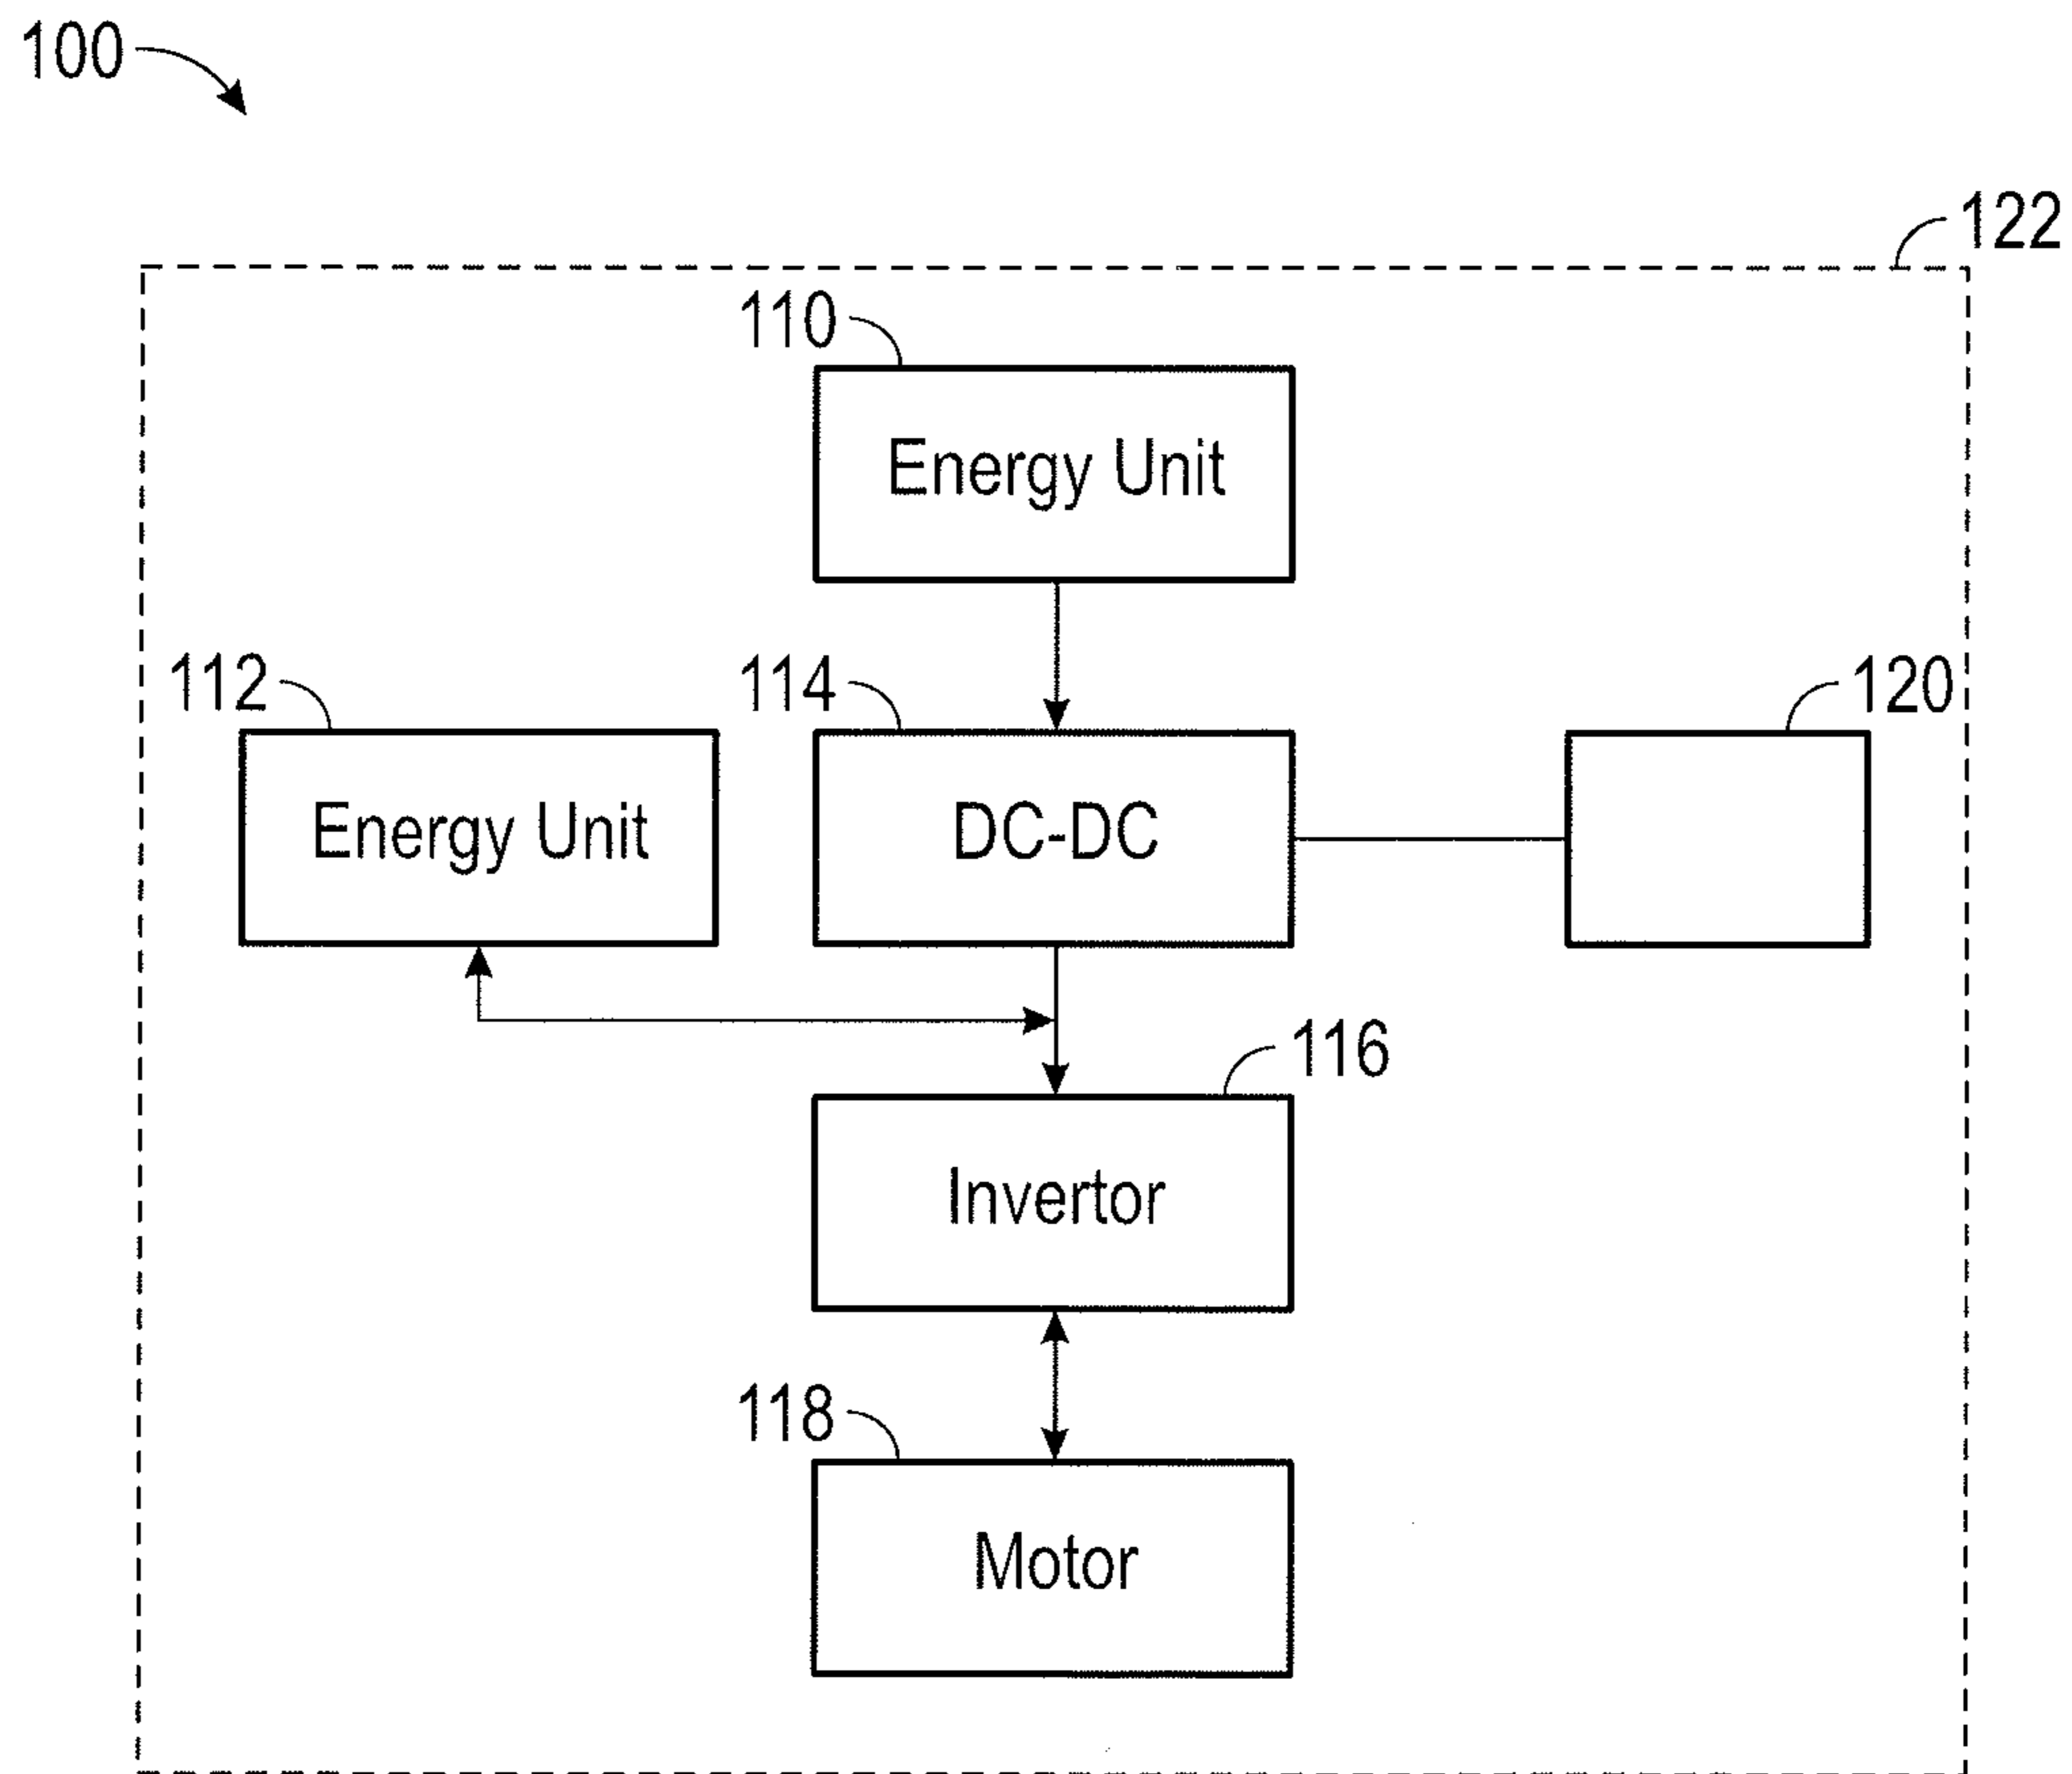 100
122
110
Energy Unit
112
114
120
Energy Unit
DC-DC
116
Invertor
118
Motor